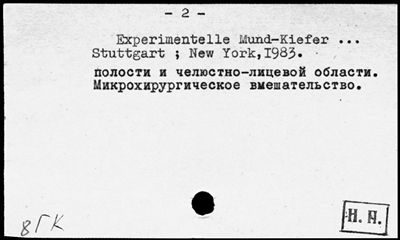 - 2 -
Experimentelle Mund-Kiefer ...
Stuttgart ; New York,1983.
полости и челюстно-лицевой области.
Микрохирургическое вмешательство.
8ГК
Н. П.